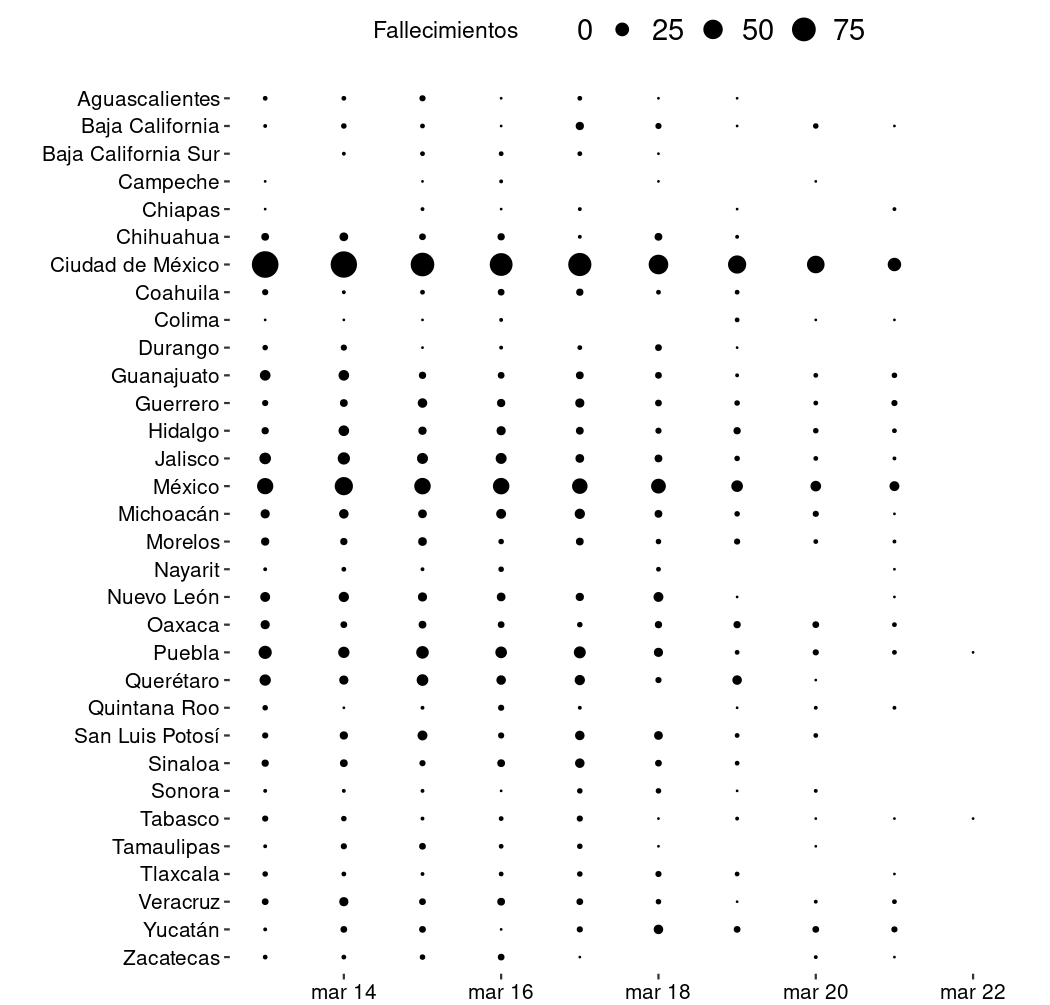 Fallecimientos 0 25 50 75
Aguascalientes
Baja California
Baja California Sur
Campeche
Chiapas
Chihuahua
Ciudad de México
Coahuila
Colima
Durango
Guanajuato
Guerrero
Hidalgo
Jalisco
México
Michoacán
Morelos
Nayarit
Nuevo León
Oaxaca
Puebla
Querétaro
Quintana Roo
San Luis Potosí
Sinaloa
Sonora
Tabasco
Tamaulipas
Tlaxcala
Veracruz
Yucatán
Zacatecas
mar 14 mar 16 mar 18 mar 20 mar 22